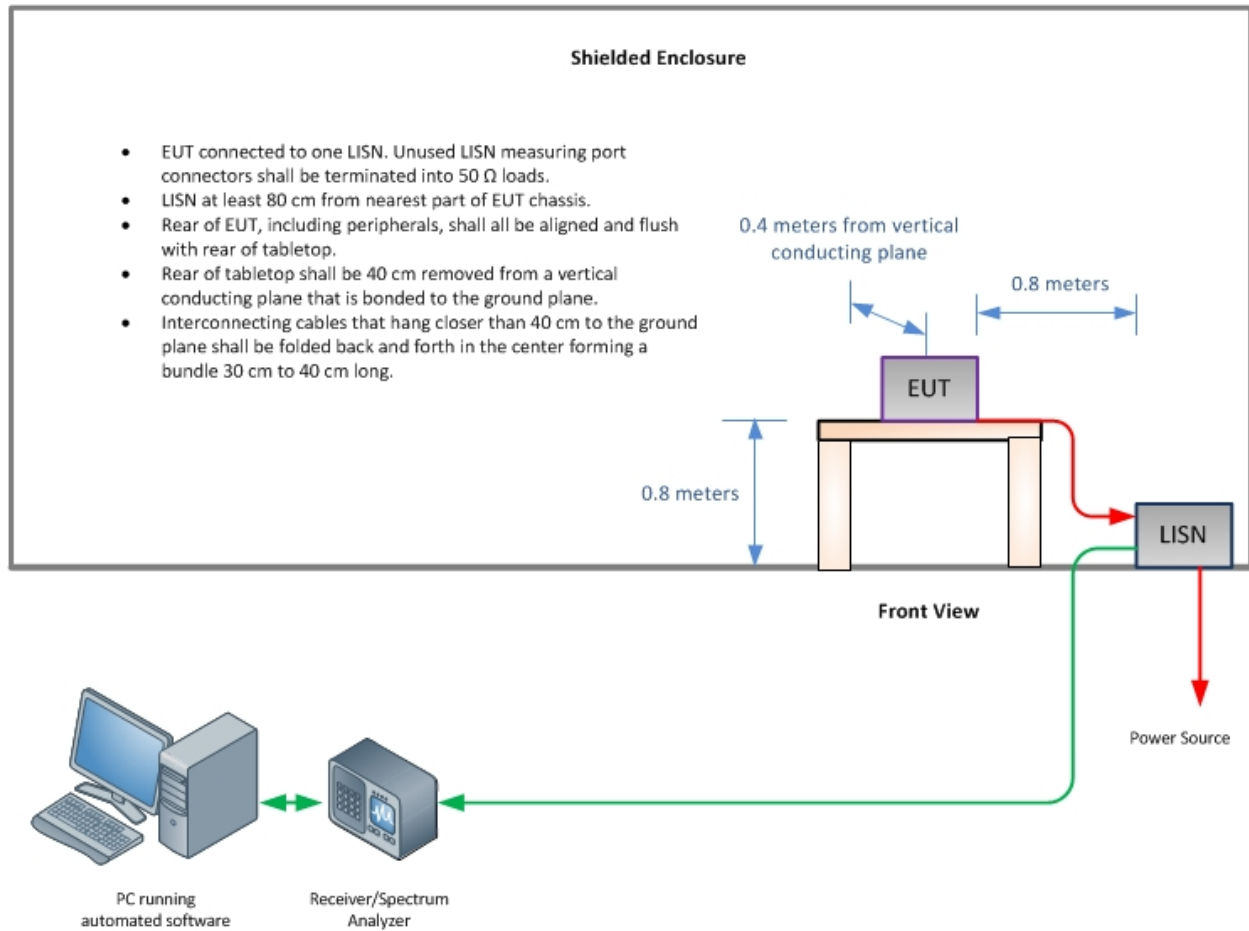 Shielded Enclosure
• EUT connected to one LISN. Unused LISN measuring port
connectors shall be terminated into 50 Ω loads.
• LISN at least 80 cm from nearest part of EUT chassis.
• Rear of EUT, including peripherals, shall all be aligned and flush
with rear of tabletop.
• Rear of tabletop shall be 40 cm removed from a vertical
conducting plane that is bonded to the ground plane.
• Interconnecting cables that hang closer than 40 cm to the ground
plane shall be folded back and forth in the center forming a
bundle 30 cm to 40 cm long.
0.4 meters from vertical
conducting plane
0.8 meters
EUT
0.8 meters
LISN
Front View
Power Source
PC running
automated software
Receiver/Spectrum
Analyzer